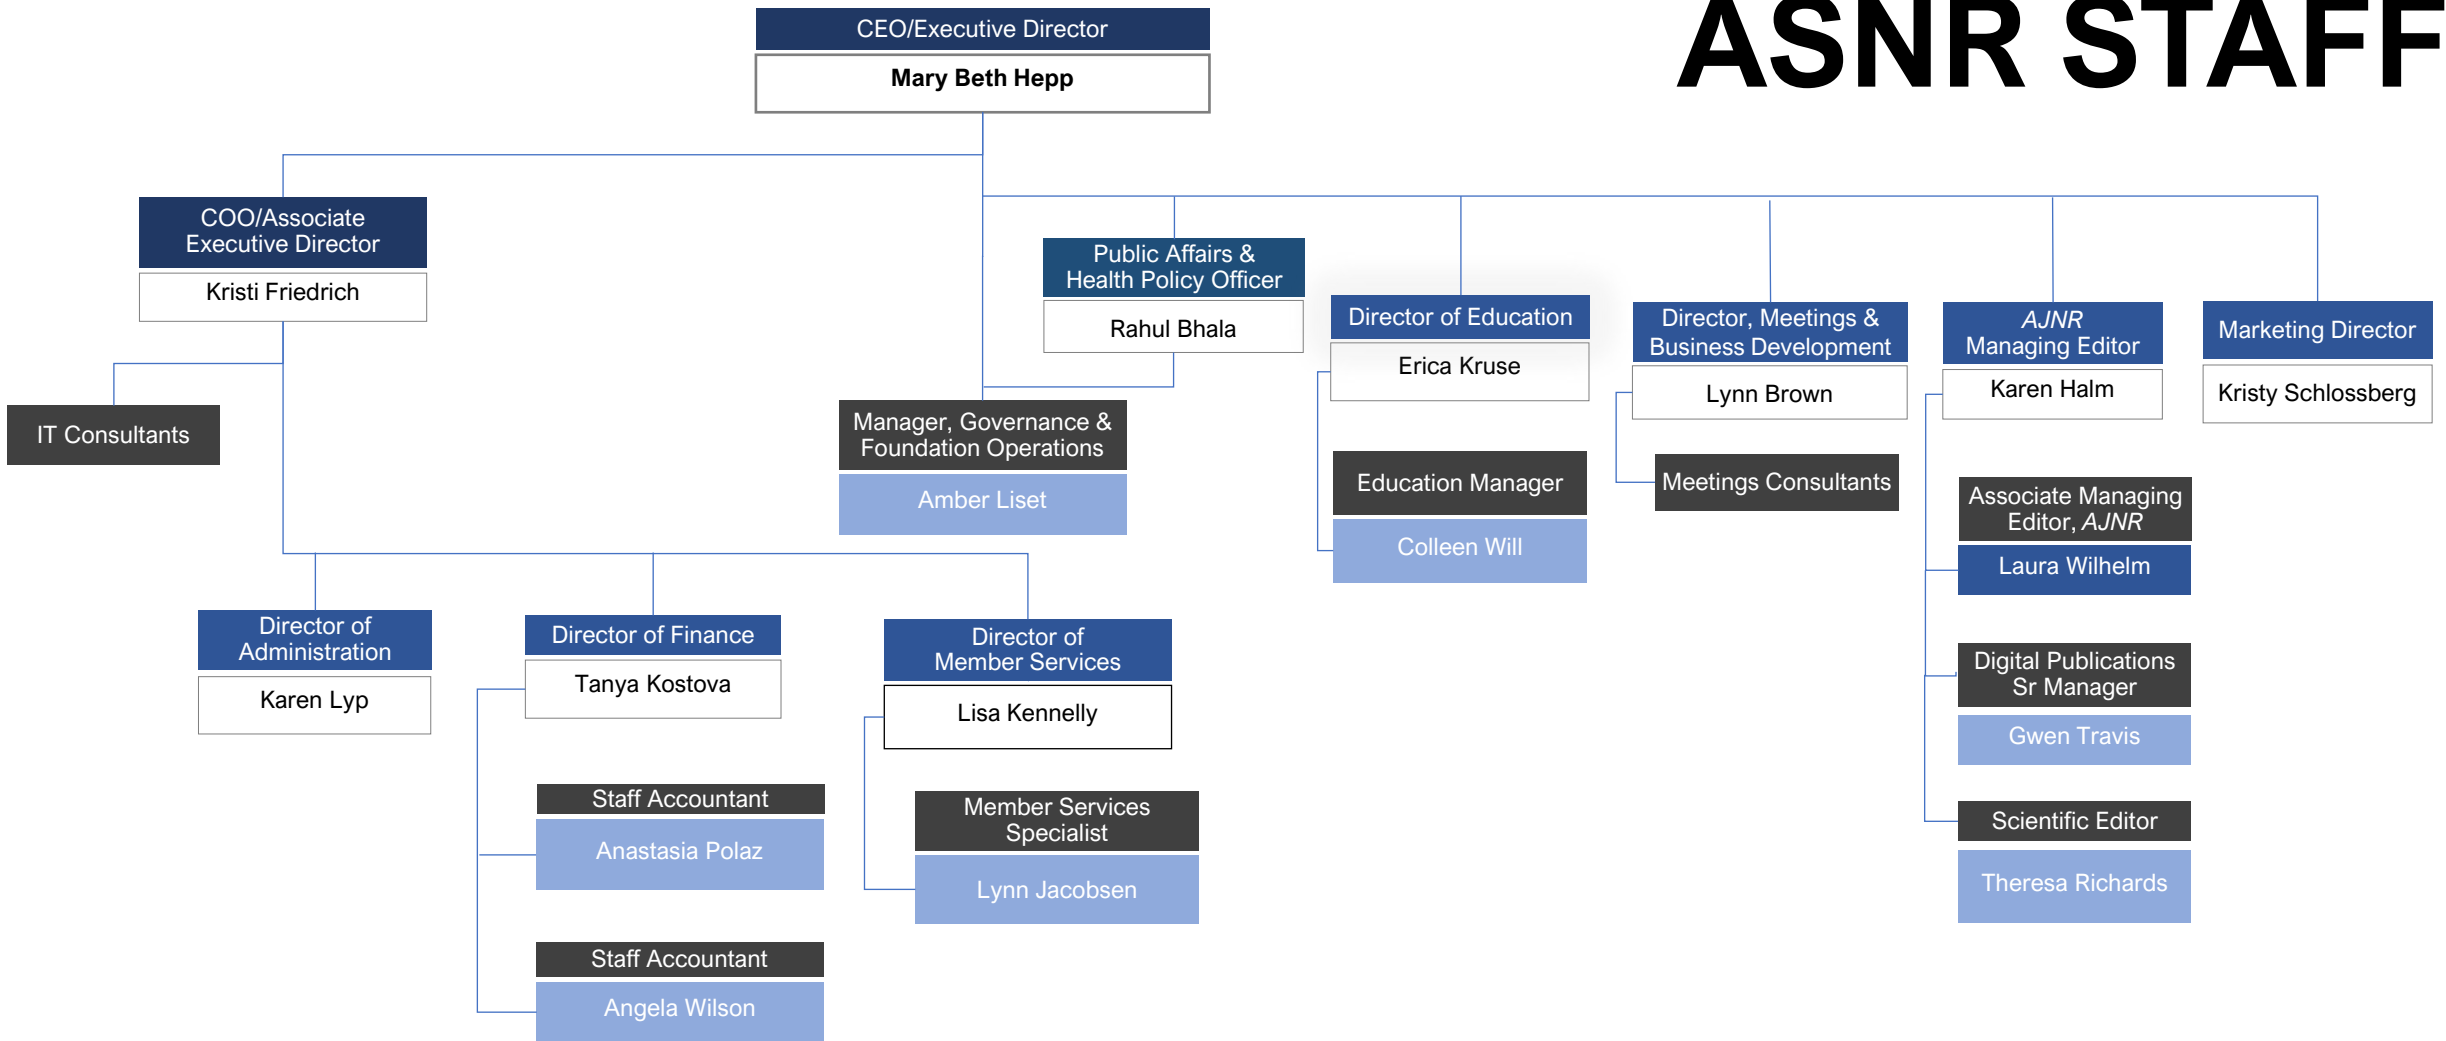 ASNR STAFF
CEO/Executive Director
Mary Beth Hepp
COO/Associate
Executive Director
Kristi Friedrich
IT Consultants
Public Affairs &
Health Policy Officer
Rahul Bhala
Manager, Governance &
Foundation Operations
Amber Liset
Director of Education
Erica Kruse
Education Manager
Colleen Will
Director, Meetings &
Business Development
Lynn Brown
Meetings Consultants
AJNR
Managing Editor
Karen Halm
Associate Managing
Editor, AJNR
Laura Wilhelm
Digital Publications
Sr Manager
Gwen Travis
Scientific Editor
Theresa Richards
Marketing Director
Kristy Schlossberg
Director of
Administration
Karen Lyp
Director of Finance
Tanya Kostova
Staff Accountant
Anastasia Polaz
Staff Accountant
Angela Wilson
Director of
Member Services
Lisa Kennelly
Member Services
Specialist
Lynn Jacobsen